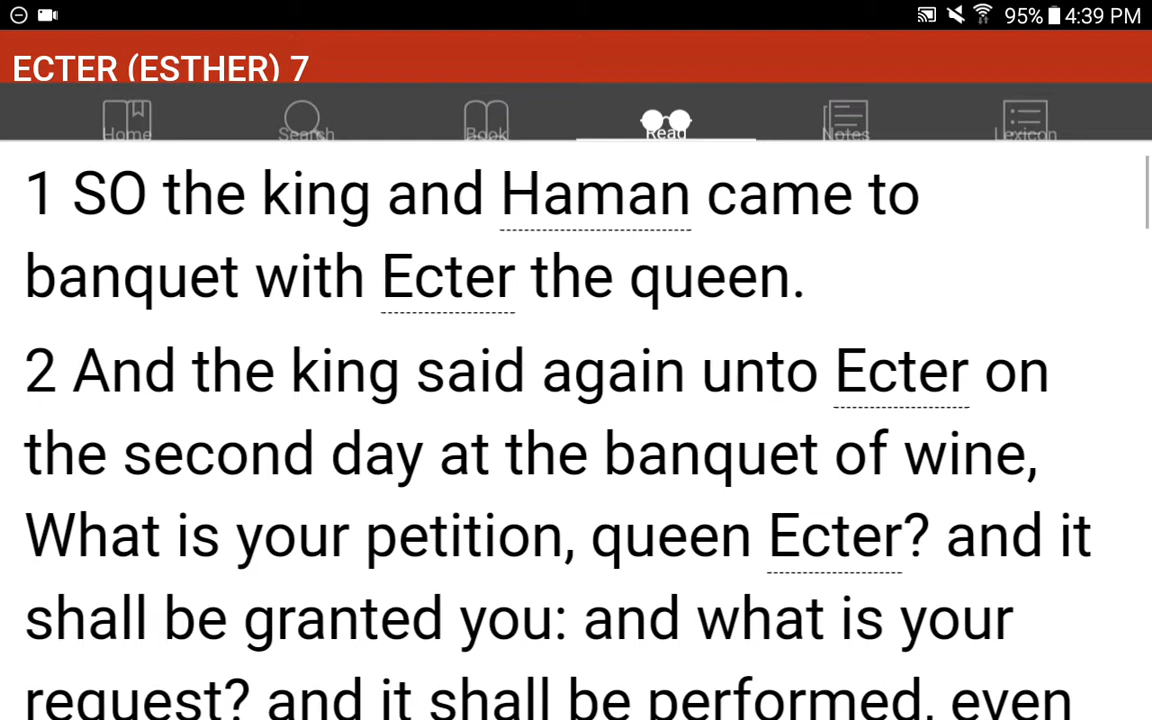 95% 4:39 PM
ECTER (ESTHER) 7
Home Search Book Read Notes Lexicon
1 SO the king and Haman came to
banquet with Ecter the queen.
2 And the king said again unto Ecter on
the second day at the banquet of wine,
What is your petition, queen Ecter? and it
shall be granted you: and what is your
request? and it shall be performed, even